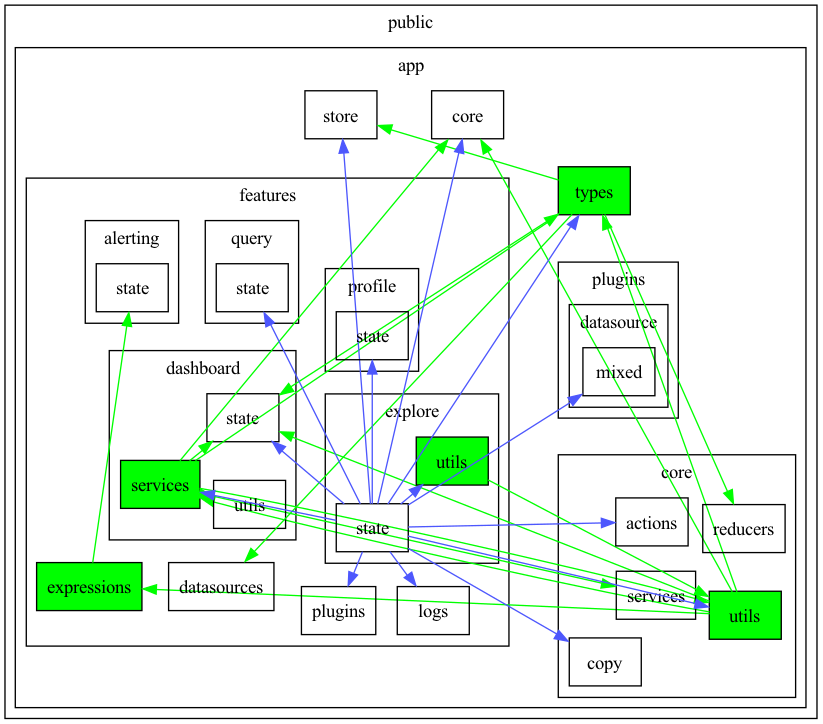 public
app
store
core
types
features
alerting
state
query
state
profile
state
plugins
datasource
mixed
dashboard
state
services
utils
explore
utils
state
core
actions
reducers
services
utils
copy
expressions
datasources
plugins
logs